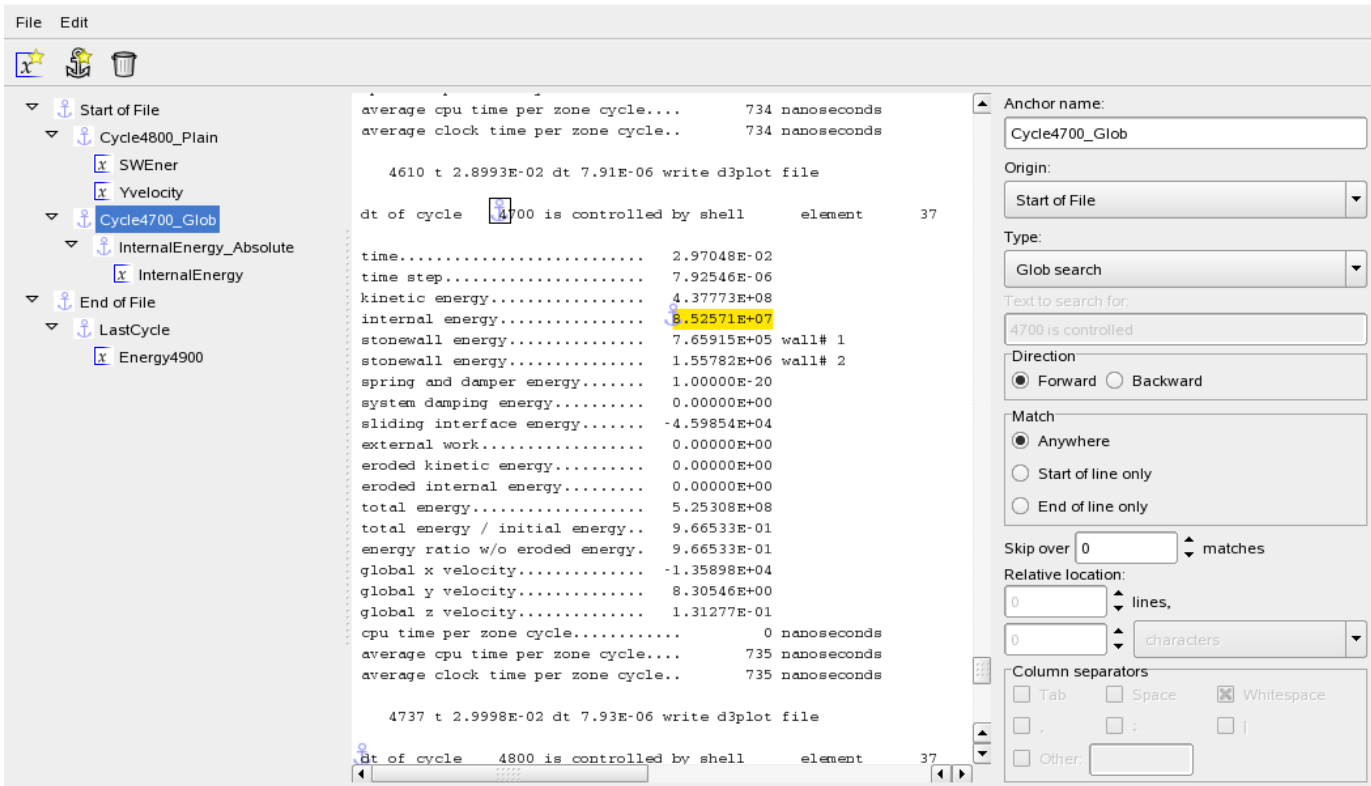 File Edit
Start of File
Cycle4800_Plain
x SWEner
x Yvelocity
Cycle4700_Glob
InternalEnergy_Absolute
x InternalEnergy
End of File
LastCycle
x Energy4900
average cpu time per zone cycle.... 734 nanoseconds
average clock time per zone cycle.. 734 nanoseconds
4610 t 2.8993E-02 dt 7.91E-06 write d3plot file
dt of cycle 4700 is controlled by shell element 37
time.......................... 2.97048E-02
time step..................... 7.92546E-06
kinetic energy................ 4.37773E+08
internal energy............... 8.52571E+07
stonewall energy.............. 7.65915E+05 wall# 1
stonewall energy.............. 1.55782E+06 wall# 2
spring and damper energy...... 1.00000E-20
system damping energy......... 0.00000E+00
sliding interface energy...... -4.59854E+04
external work................. 0.00000E+00
eroded kinetic energy......... 0.00000E+00
eroded internal energy........ 0.00000E+00
total energy.................. 5.25308E+08
total energy / initial energy.. 9.66533E-01
energy ratio w/o eroded energy. 9.66533E-01
global x velocity............. -1.35898E+04
global y velocity............. 8.30546E+00
global z velocity............. 1.31277E-01
cpu time per zone cycle............ 0 nanoseconds
average cpu time per zone cycle.... 735 nanoseconds
average clock time per zone cycle.. 735 nanoseconds
4737 t 2.9998E-02 dt 7.93E-06 write d3plot file
dt of cycle 4800 is controlled by shell element 37
Anchor name:
Cycle4700_Glob
Origin:
Start of File
Type:
Glob search
Text to search for:
4700 is controlled
Direction
Forward Backward
Match
Anywhere
Start of line only
End of line only
Skip over 0 matches
Relative location:
0 lines,
0 characters
Column separators
Tab Space Whitespace
, ; |
Other: